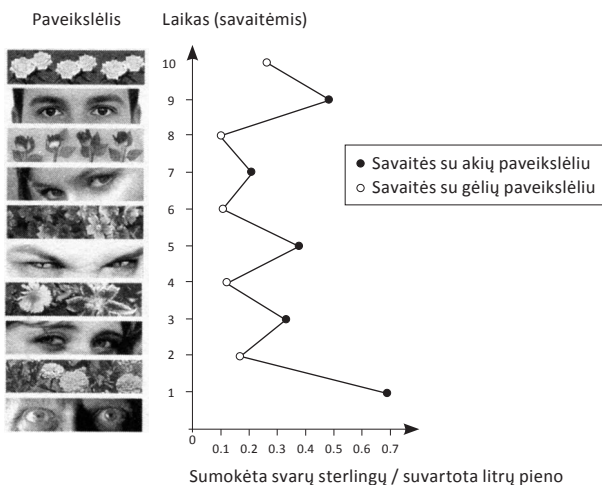 Paveikslėlis
Laikas (savaitėmis)
10
9
8
7
6
5
4
3
2
1
0
0.1 0.2 0.3 0.4 0.5 0.6 0.7
Savaitės su akių paveikslėliu
Savaitės su gėlių paveikslėliu
Sumokėta svarų sterlingų / suvartota litrų pieno